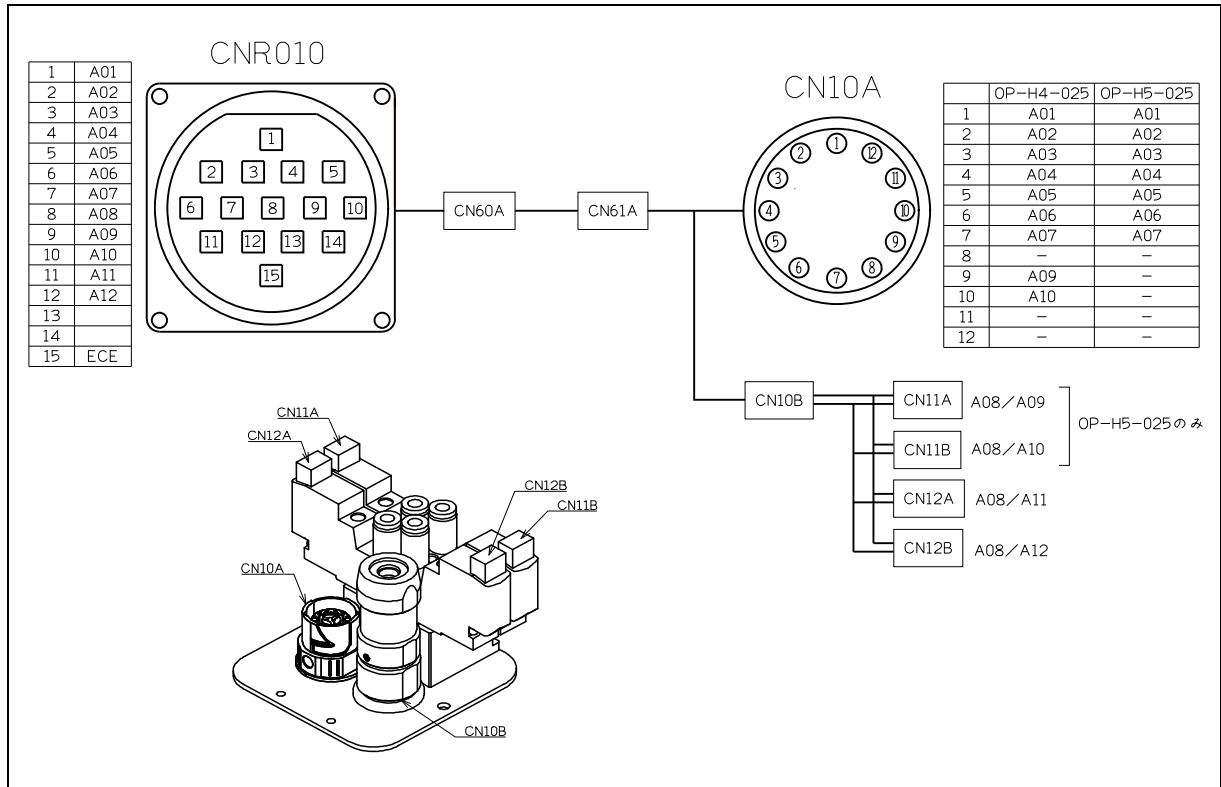 CNR010
1 A01
2 A02
3 A03
4 A04
5 A05
6 A06
7 A07
8 A08
9 A09
10 A10
11 A11
12 A12
13
14
15 ECE
1
2 3 4 5
6 7 8 9 10
11 12 13 14
15
CN60A
CN61A
CN10A
1
2
3
4
5
6
7
8
9
10
11
12
OP-H4-025 OP-H5-025
1 A01 A01
2 A02 A02
3 A03 A03
4 A04 A04
5 A05 A05
6 A06 A06
7 A07 A07
8 - -
9 A09 -
10 A10 -
11 - -
12 - -
CN10B
CN11A A08/A09
CN11B A08/A10
OP-H5-025のみ
CN12A A08/A11
CN12B A08/A12
CN11A
CN12A
CN12B
CN11B
CN10A
CN10B